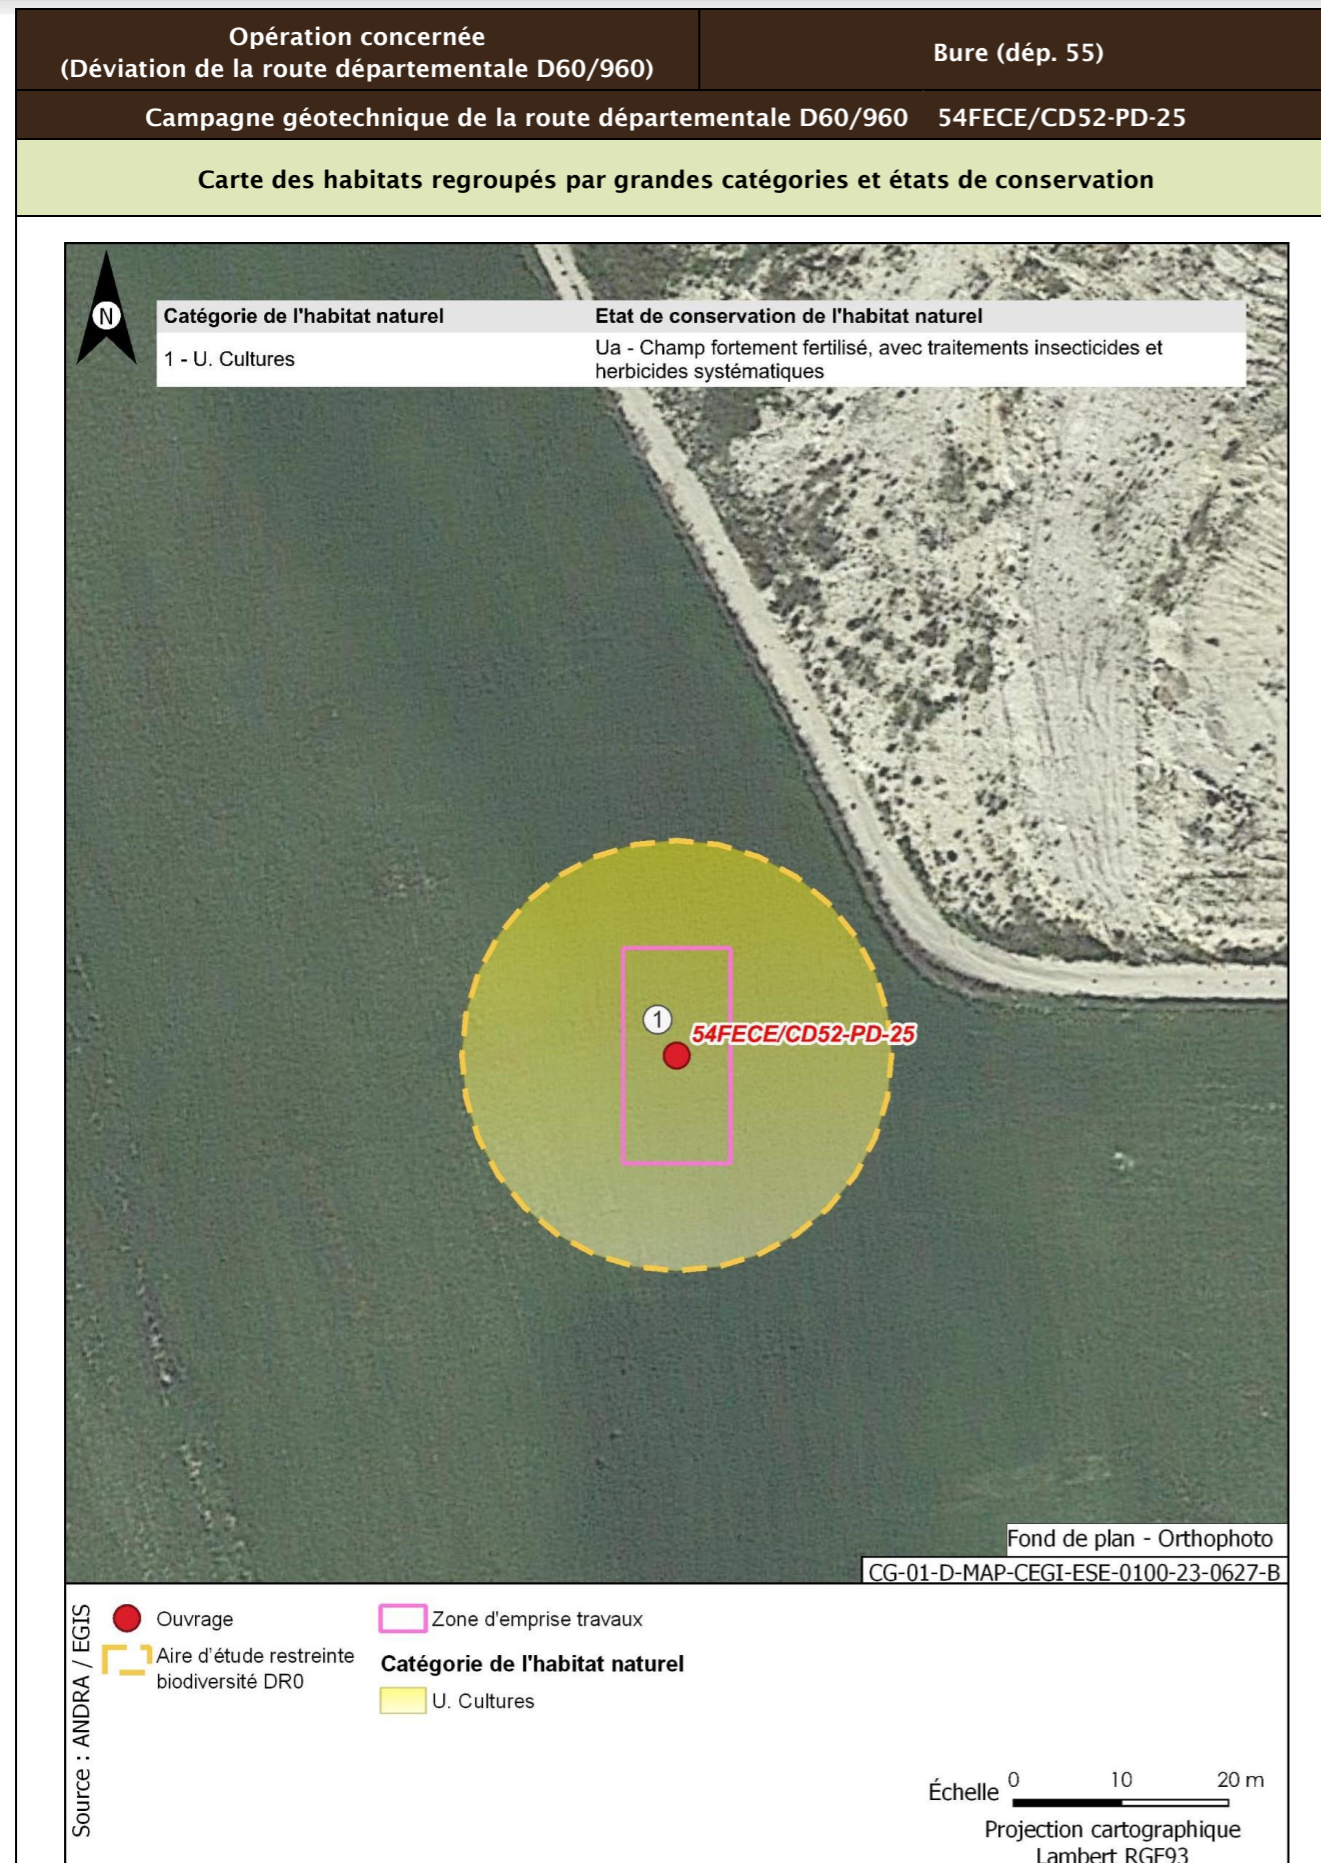 Opération concernée
(Déviation de la route départementale D60/960)
Bure (dép. 55)
Campagne géotechnique de la route départementale D60/960 54FECE/CD52-PD-25
Carte des habitats regroupés par grandes catégories et états de conservation
N
Catégorie de l'habitat naturel
Etat de conservation de l'habitat naturel
1 - U. Cultures
Ua - Champ fortement fertilisé, avec traitements insecticides et
herbicides systématiques
1
54FECE/CD52-PD-25
Fond de plan - Orthophoto
CG-01-D-MAP-CEGI-ESE-0100-23-0627-B
Source : ANDRA / EGIS
Ouvrage
Aire d'étude restreinte
biodiversité DR0
Zone d'emprise travaux
Catégorie de l'habitat naturel
U. Cultures
Échelle 0 10 20 m
Projection cartographique
Lambert RGF93